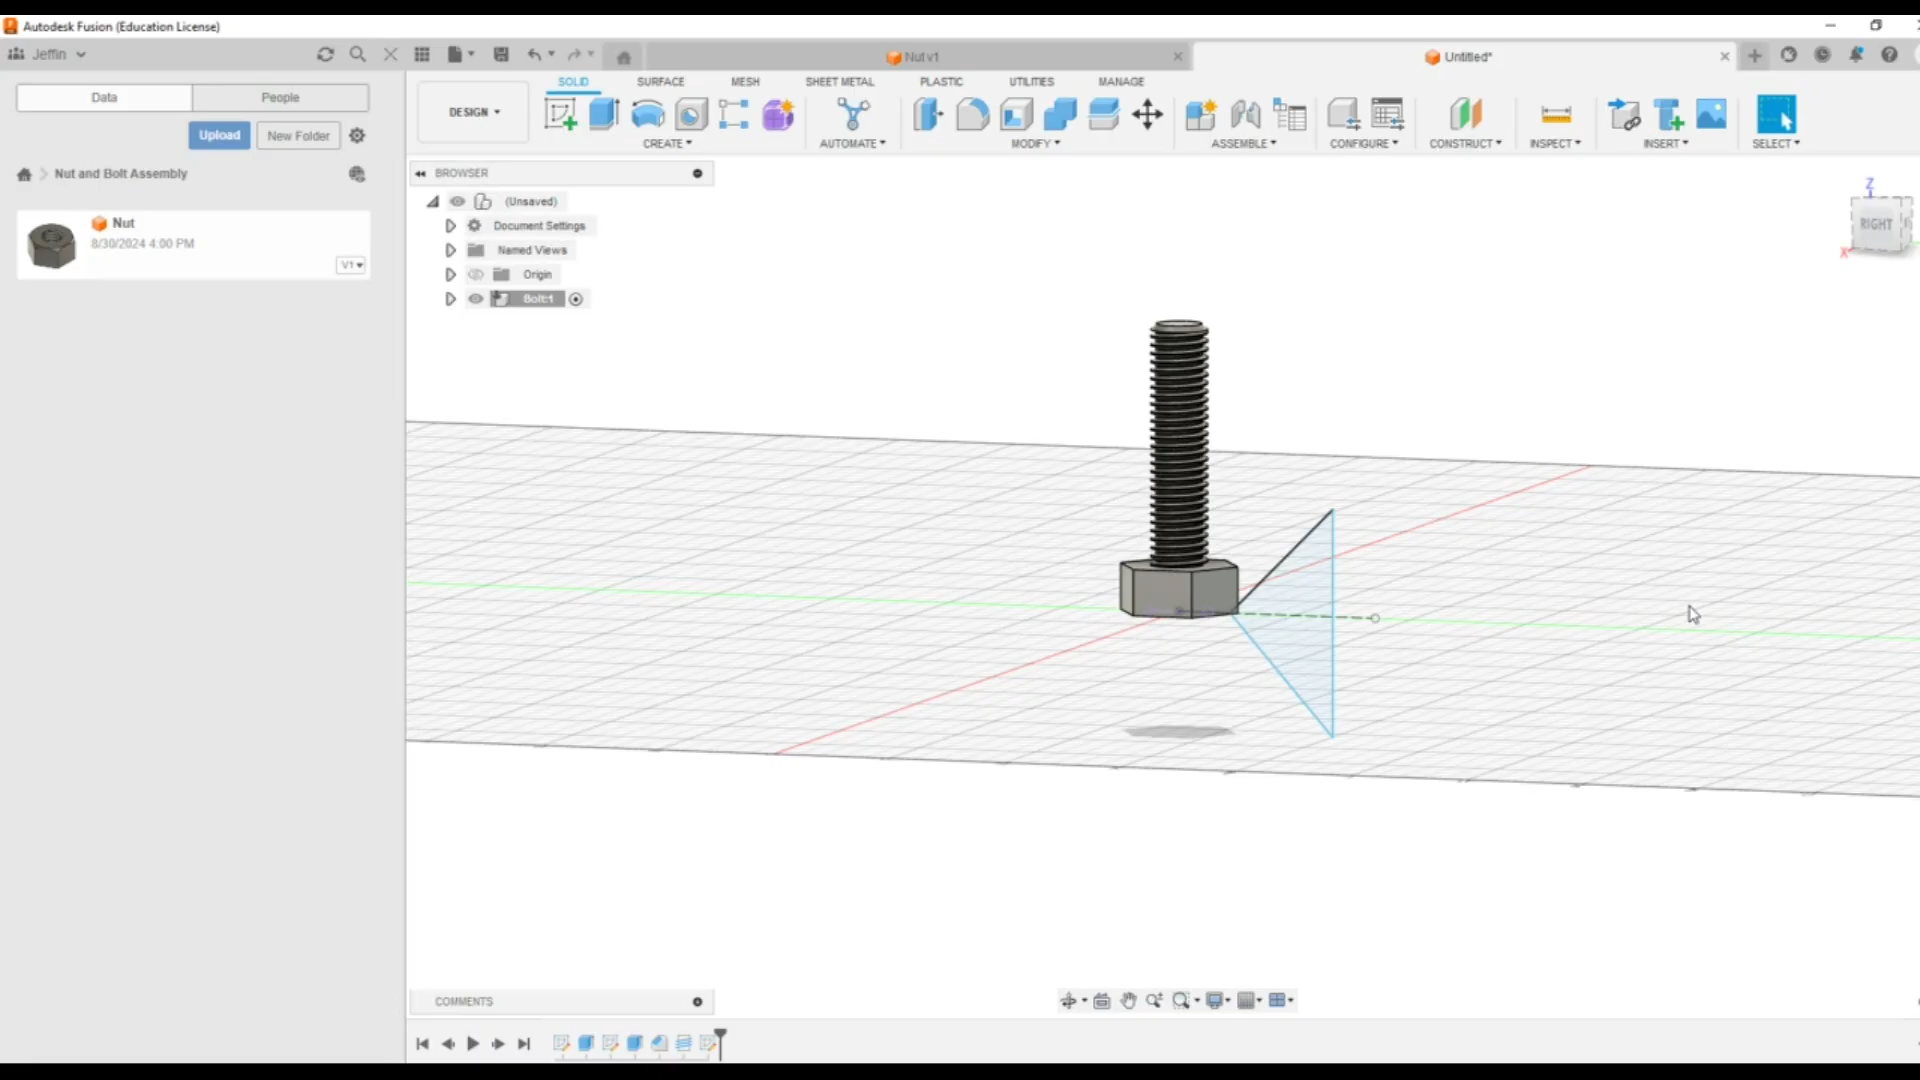 Autodesk Fusion (Education License)
Jeffin
Nut v1
Untitled*
Data
People
Upload
New Folder
Nut and Bolt Assembly
Nut
8/30/2024 4:00 PM
V1
DESIGN
SOLID
SURFACE
MESH
SHEET METAL
PLASTIC
UTILITIES
MANAGE
CREATE
AUTOMATE
MODIFY
ASSEMBLE
CONFIGURE
CONSTRUCT
INSPECT
INSERT
SELECT
BROWSER
(Unsaved)
Document Settings
Named Views
Origin
Bolt:1
Z
RIGHT
X
COMMENTS